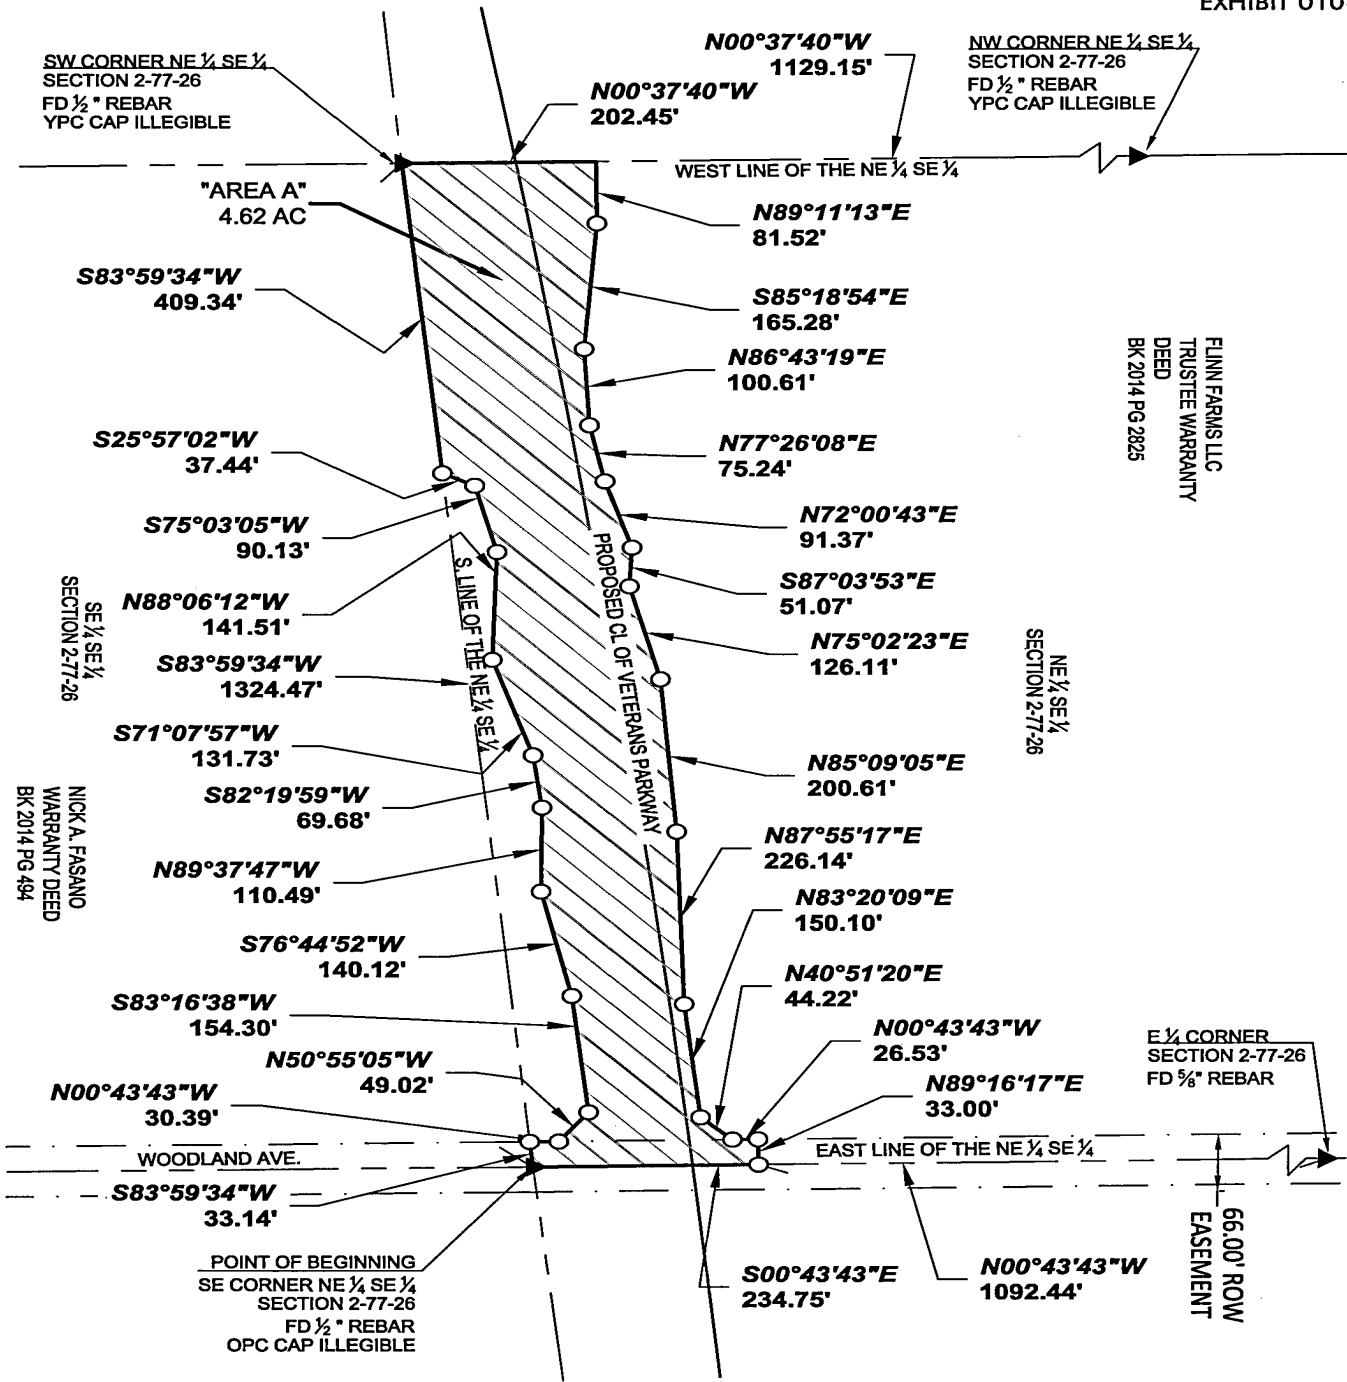 SW CORNER NE ¼ SE ¼
SECTION 2-77-26
FD ½ " REBAR
YPC CAP ILLEGIBLE
N00°37'40"W
202.45'
N00°37'40"W
1129.15'
NW CORNER NE ¼ SE ¼
SECTION 2-77-26
FD ½ " REBAR
YPC CAP ILLEGIBLE
WEST LINE OF THE NE ¼ SE ¼
"AREA A"
4.62 AC
N89°11'13"E
81.52'
S83°59'34"W
409.34'
S85°18'54"E
165.28'
N86°43'19"E
100.61'
FLINN FARMS LLC
TRUSTEE WARRANTY
DEED
BK 2014 PG 2825
S25°57'02"W
37.44'
N77°26'08"E
75.24'
S75°03'05"W
90.13'
N72°00'43"E
91.37'
S87°03'53"E
51.07'
N88°06'12"W
141.51'
N75°02'23"E
126.11'
SE ¼ SE ¼
SECTION 2-77-26
S. LINE OF THE NE ¼ SE ¼
PROPOSED CL OF VETERANS PARKWAY
NE ¼ SE ¼
SECTION 2-77-26
S83°59'34"W
1324.47'
S71°07'57"W
131.73'
N85°09'05"E
200.61'
S82°19'59"W
69.68'
NICK A. FASANO
WARRANTY DEED
BK 2014 PG 494
N87°55'17"E
226.14'
N89°37'47"W
110.49'
N83°20'09"E
150.10'
S76°44'52"W
140.12'
N40°51'20"E
44.22'
S83°16'38"W
154.30'
N00°43'43"W
26.53'
E ¼ CORNER
SECTION 2-77-26
FD ⅝" REBAR
N50°55'05"W
49.02'
N89°16'17"E
33.00'
N00°43'43"W
30.39'
WOODLAND AVE.
EAST LINE OF THE NE ¼ SE ¼
S83°59'34"W
33.14'
66.00' ROW
EASEMENT
POINT OF BEGINNING
SE CORNER NE ¼ SE ¼
SECTION 2-77-26
FD ½ " REBAR
OPC CAP ILLEGIBLE
S00°43'43"E
234.75'
N00°43'43"W
1092.44'